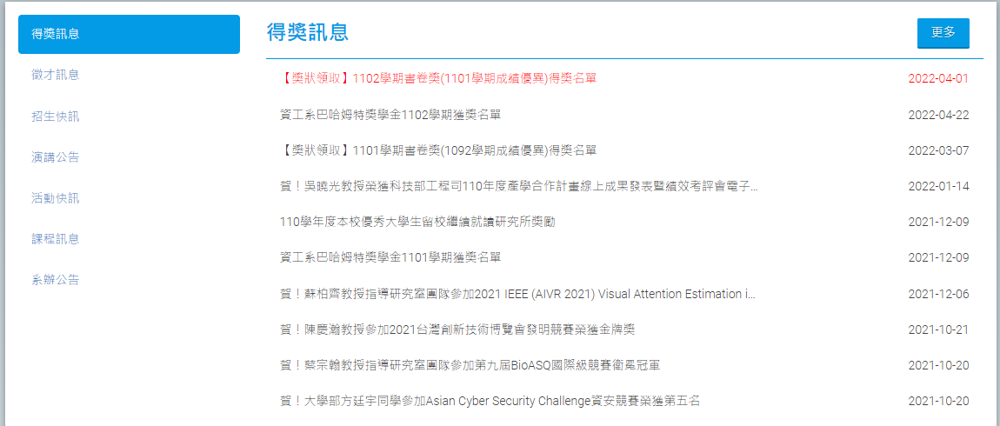 得獎訊息
徵才訊息
招生快訊
演講公告
活動快訊
課程訊息
系辦公告
得獎訊息
更多
【獎狀領取】1102學期書卷獎(1101學期成績優異)得獎名單 2022-04-01
資工系巴哈姆特獎學金1102學期獲獎名單 2022-04-22
【獎狀領取】1101學期書卷獎(1092學期成績優異)得獎名單 2022-03-07
賀！吳曉光教授榮獲科技部工程司110年度產學合作計畫線上成果發表暨績效考評會電子... 2022-01-14
110學年度本校優秀大學生留校繼續就讀研究所獎勵 2021-12-09
資工系巴哈姆特獎學金1101學期獲獎名單 2021-12-09
賀！蘇柏齊教授指導研究室團隊參加2021 IEEE (AIVR 2021) Visual Attention Estimation i... 2021-12-06
賀！陳慶瀚教授參加2021台灣創新技術博覽會發明競賽榮獲金牌獎 2021-10-21
賀！蔡宗翰教授指導研究室團隊參加第九屆BioASQ國際級競賽衛冕冠軍 2021-10-20
賀！大學部方廷宇同學參加Asian Cyber Security Challenge資安競賽榮獲第五名 2021-10-20